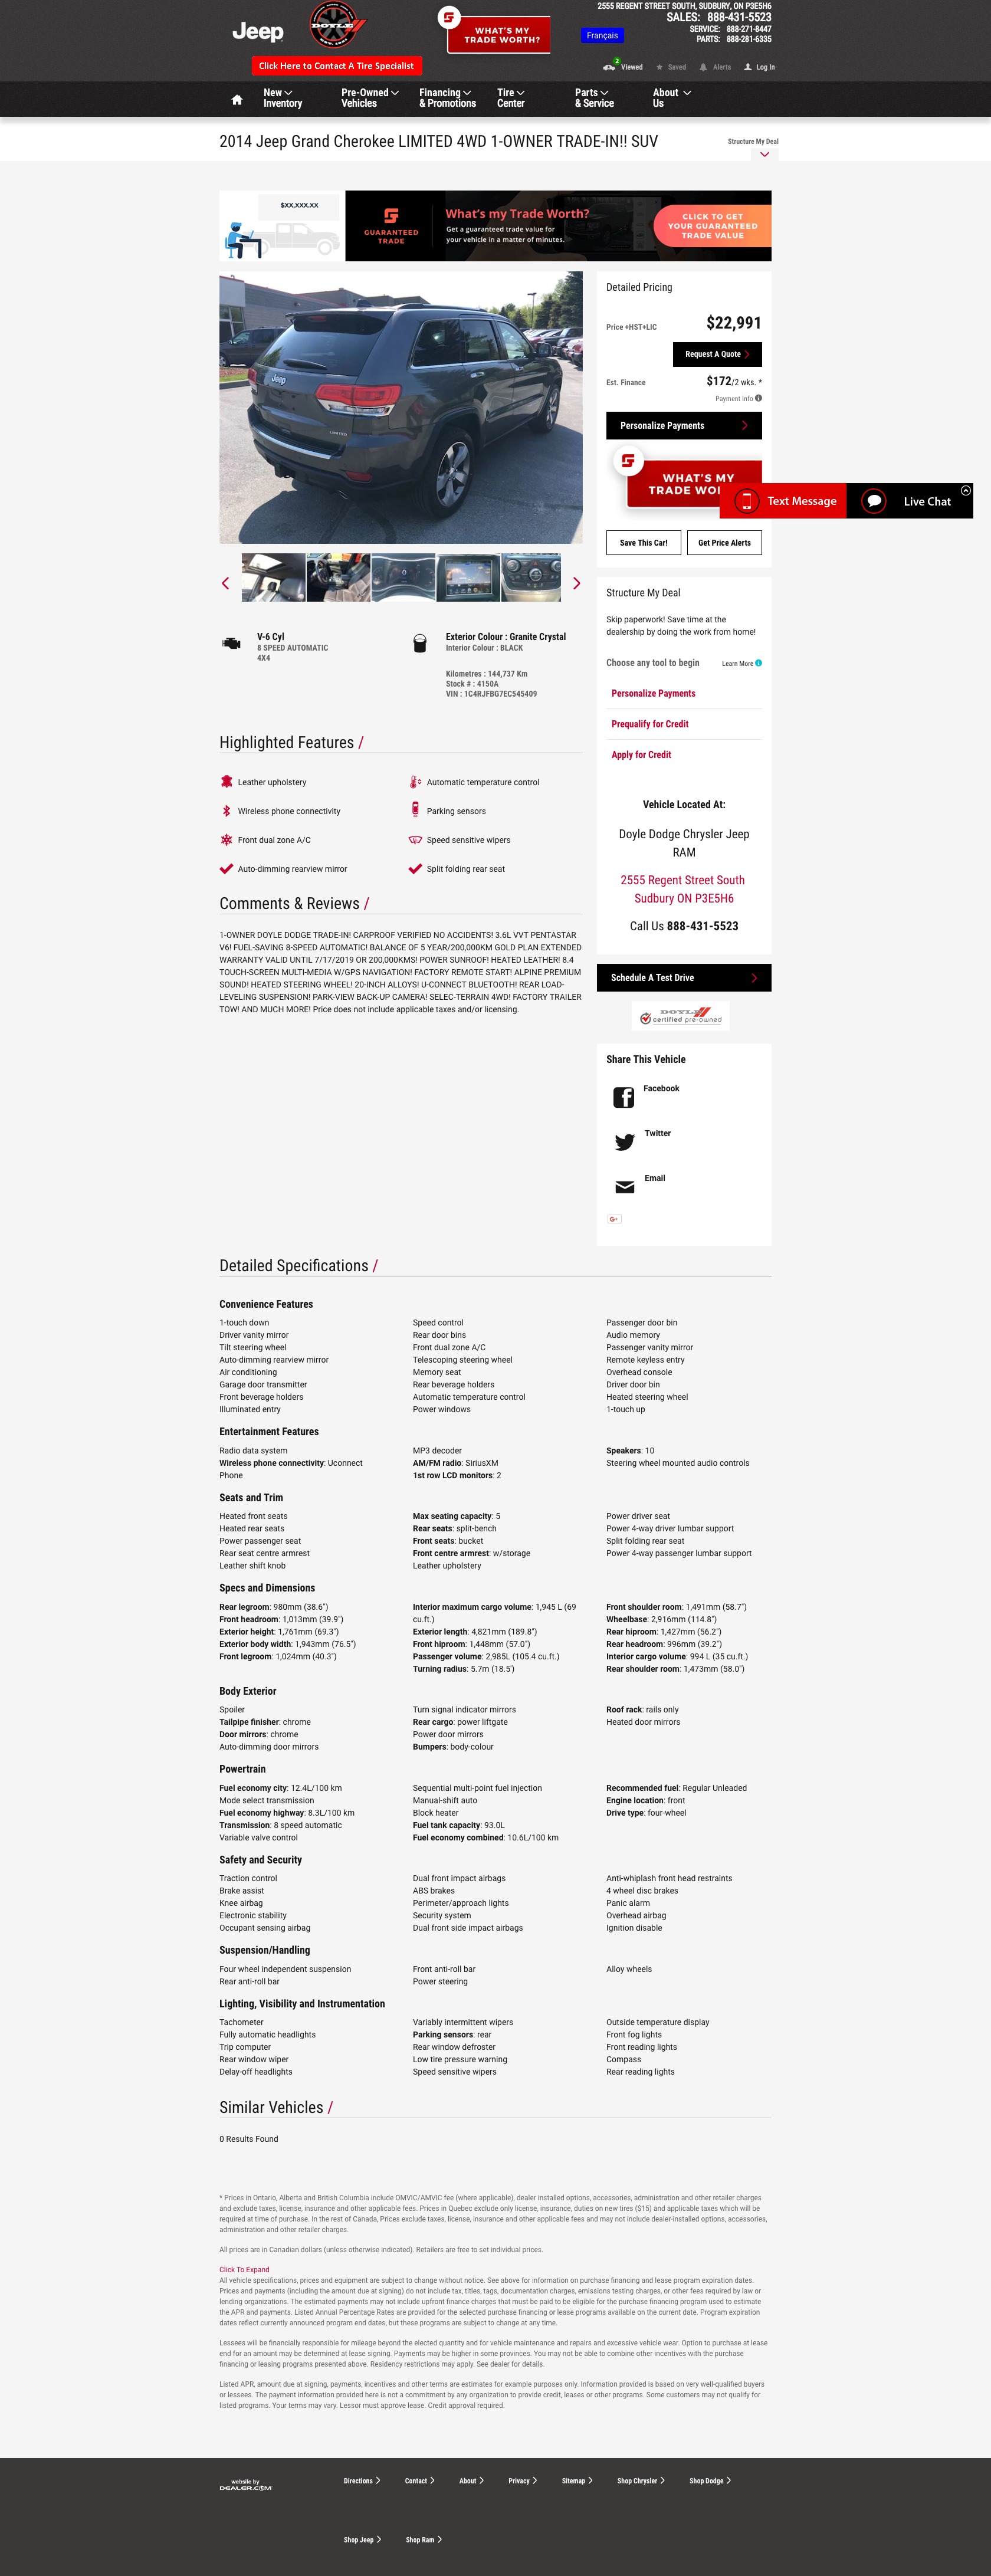 Jeep
DOYLE
WHAT'S MY
TRADE WORTH?
Français
2555 REGENT STREET SOUTH, SUDBURY, ON P3E5H6
SALES: 888-431-5523
SERVICE: 888-271-8447
PARTS: 888-281-6335
Click Here to Contact A Tire Specialist
2
Viewed
Saved
Alerts
Log In
New
Inventory
Pre-Owned
Vehicles
Financing
& Promotions
Tire
Center
Parts
& Service
About
Us
2014 Jeep Grand Cherokee LIMITED 4WD 1-OWNER TRADE-IN!! SUV
Structure My Deal
$XX,XXX.XX
GUARANTEED
TRADE
What's my Trade Worth?
Get a guaranteed trade value for
your vehicle in a matter of minutes.
CLICK TO GET
YOUR GUARANTEED
TRADE VALUE
Jeep
LIMITED
Detailed Pricing
Price +HST+LIC
$22,991
Request A Quote
Est. Finance
$172/2 wks. *
Payment Info
Personalize Payments
WHAT'S MY
TRADE WO
Text Message
Live Chat
Save This Car!
Get Price Alerts
V-6 Cyl
8 SPEED AUTOMATIC
4X4
Exterior Colour : Granite Crystal
Interior Colour : BLACK
Kilometres : 144,737 Km
Stock # : 4150A
VIN : 1C4RJFBG7EC545409
Structure My Deal
Skip paperwork! Save time at the
dealership by doing the work from home!
Choose any tool to begin
Learn More
Personalize Payments
Prequalify for Credit
Apply for Credit
Highlighted Features /
Leather upholstery
Automatic temperature control
Wireless phone connectivity
Parking sensors
Front dual zone A/C
Speed sensitive wipers
Auto-dimming rearview mirror
Split folding rear seat
Vehicle Located At:
Doyle Dodge Chrysler Jeep
RAM
2555 Regent Street South
Sudbury ON P3E5H6
Call Us 888-431-5523
Comments & Reviews /
1-OWNER DOYLE DODGE TRADE-IN! CARPROOF VERIFIED NO ACCIDENTS! 3.6L VVT PENTASTAR
V6! FUEL-SAVING 8-SPEED AUTOMATIC! BALANCE OF 5 YEAR/200,000KM GOLD PLAN EXTENDED
WARRANTY VALID UNTIL 7/17/2019 OR 200,000KMS! POWER SUNROOF! HEATED LEATHER! 8.4
TOUCH-SCREEN MULTI-MEDIA W/GPS NAVIGATION! FACTORY REMOTE START! ALPINE PREMIUM
SOUND! HEATED STEERING WHEEL! 20-INCH ALLOYS! U-CONNECT BLUETOOTH! REAR LOAD-
LEVELING SUSPENSION! PARK-VIEW BACK-UP CAMERA! SELEC-TERRAIN 4WD! FACTORY TRAILER
TOW! AND MUCH MORE! Price does not include applicable taxes and/or licensing.
Schedule A Test Drive
DOYLE
certified pre-owned
Share This Vehicle
Facebook
Twitter
Email
G+
Detailed Specifications /
Convenience Features
1-touch down
Driver vanity mirror
Tilt steering wheel
Auto-dimming rearview mirror
Air conditioning
Garage door transmitter
Front beverage holders
Illuminated entry
Speed control
Rear door bins
Front dual zone A/C
Telescoping steering wheel
Memory seat
Rear beverage holders
Automatic temperature control
Power windows
Passenger door bin
Audio memory
Passenger vanity mirror
Remote keyless entry
Overhead console
Driver door bin
Heated steering wheel
1-touch up
Entertainment Features
Radio data system
Wireless phone connectivity: Uconnect
Phone
MP3 decoder
AM/FM radio: SiriusXM
1st row LCD monitors: 2
Speakers: 10
Steering wheel mounted audio controls
Seats and Trim
Heated front seats
Heated rear seats
Power passenger seat
Rear seat centre armrest
Leather shift knob
Max seating capacity: 5
Rear seats: split-bench
Front seats: bucket
Front centre armrest: w/storage
Leather upholstery
Power driver seat
Power 4-way driver lumbar support
Split folding rear seat
Power 4-way passenger lumbar support
Specs and Dimensions
Rear legroom: 980mm (38.6")
Front headroom: 1,013mm (39.9")
Exterior height: 1,761mm (69.3")
Exterior body width: 1,943mm (76.5")
Front legroom: 1,024mm (40.3")
Interior maximum cargo volume: 1,945 L (69
cu.ft.)
Exterior length: 4,821mm (189.8")
Front hiproom: 1,448mm (57.0")
Passenger volume: 2,985L (105.4 cu.ft.)
Turning radius: 5.7m (18.5')
Front shoulder room: 1,491mm (58.7")
Wheelbase: 2,916mm (114.8")
Rear hiproom: 1,427mm (56.2")
Rear headroom: 996mm (39.2")
Interior cargo volume: 994 L (35 cu.ft.)
Rear shoulder room: 1,473mm (58.0")
Body Exterior
Spoiler
Tailpipe finisher: chrome
Door mirrors: chrome
Auto-dimming door mirrors
Turn signal indicator mirrors
Rear cargo: power liftgate
Power door mirrors
Bumpers: body-colour
Roof rack: rails only
Heated door mirrors
Powertrain
Fuel economy city: 12.4L/100 km
Mode select transmission
Fuel economy highway: 8.3L/100 km
Transmission: 8 speed automatic
Variable valve control
Sequential multi-point fuel injection
Manual-shift auto
Block heater
Fuel tank capacity: 93.0L
Fuel economy combined: 10.6L/100 km
Recommended fuel: Regular Unleaded
Engine location: front
Drive type: four-wheel
Safety and Security
Traction control
Brake assist
Knee airbag
Electronic stability
Occupant sensing airbag
Dual front impact airbags
ABS brakes
Perimeter/approach lights
Security system
Dual front side impact airbags
Anti-whiplash front head restraints
4 wheel disc brakes
Panic alarm
Overhead airbag
Ignition disable
Suspension/Handling
Four wheel independent suspension
Rear anti-roll bar
Front anti-roll bar
Power steering
Alloy wheels
Lighting, Visibility and Instrumentation
Tachometer
Fully automatic headlights
Trip computer
Rear window wiper
Delay-off headlights
Variably intermittent wipers
Parking sensors: rear
Rear window defroster
Low tire pressure warning
Speed sensitive wipers
Outside temperature display
Front fog lights
Front reading lights
Compass
Rear reading lights
Similar Vehicles /
0 Results Found
* Prices in Ontario, Alberta and British Columbia include OMVIC/AMVIC fee (where applicable), dealer installed options, accessories, administration and other retailer charges
and exclude taxes, license, insurance and other applicable fees. Prices in Quebec exclude only license, insurance, duties on new tires ($15) and applicable taxes which will be
required at time of purchase. In the rest of Canada, Prices exclude taxes, license, insurance and other applicable fees and may not include dealer-installed options, accessories,
administration and other retailer charges.
All prices are in Canadian dollars (unless otherwise indicated). Retailers are free to set individual prices.
Click To Expand
All vehicle specifications, prices and equipment are subject to change without notice. See above for information on purchase financing and lease program expiration dates.
Prices and payments (including the amount due at signing) do not include tax, titles, tags, documentation charges, emissions testing charges, or other fees required by law or
lending organizations. The estimated payments may not include upfront finance charges that must be paid to be eligible for the purchase financing program used to estimate
the APR and payments. Listed Annual Percentage Rates are provided for the selected purchase financing or lease programs available on the current date. Program expiration
dates reflect currently announced program end dates, but these programs are subject to change at any time.
Lessees will be financially responsible for mileage beyond the elected quantity and for vehicle maintenance and repairs and excessive vehicle wear. Option to purchase at lease
end for an amount may be determined at lease signing. Payments may be higher in some provinces. You may not be able to combine other incentives with the purchase
financing or leasing programs presented above. Residency restrictions may apply. See dealer for details.
Listed APR, amount due at signing, payments, incentives and other terms are estimates for example purposes only. Information provided is based on very well-qualified buyers
or lessees. The payment information provided here is not a commitment by any organization to provide credit, leases or other programs. Some customers may not qualify for
listed programs. Your terms may vary. Lessor must approve lease. Credit approval required.
website by
DEALER.COM
Directions
Contact
About
Privacy
Sitemap
Shop Chrysler
Shop Dodge
Shop Jeep
Shop Ram